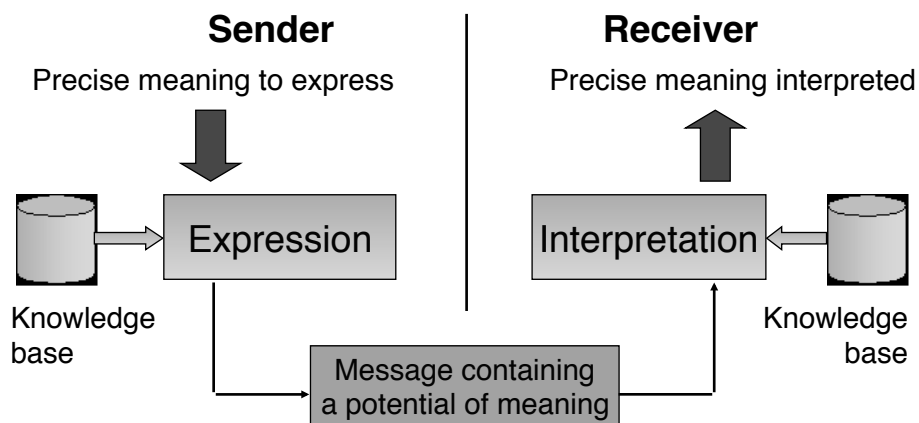 Sender
Precise meaning to express
Expression
Knowledge
base
Receiver
Precise meaning interpreted
Interpretation
Knowledge
base
Message containing
a potential of meaning